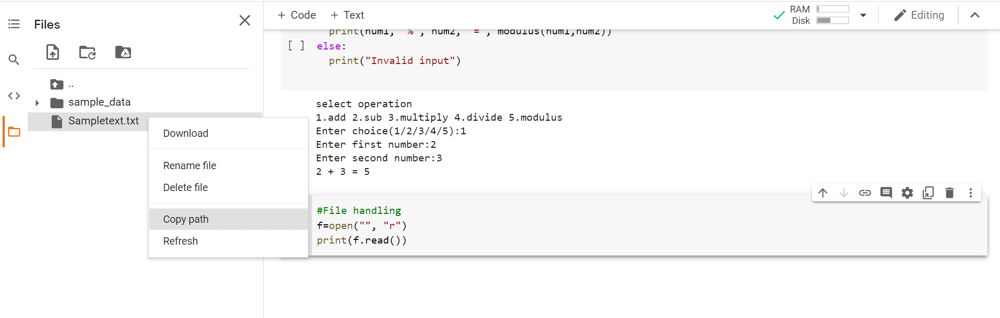 Files
+ Code + Text
RAM
Disk
Editing
..
sample_data
Sampletext.txt
Download
Rename file
Delete file
Copy path
Refresh
print(num1, "%", num2, "=", modulus(num1,num2))
[ ] else:
print("Invalid input")
select operation
1.add 2.sub 3.multiply 4.divide 5.modulus
Enter choice(1/2/3/4/5):1
Enter first number:2
Enter second number:3
2 + 3 = 5
#File handling
f=open("", "r")
print(f.read())